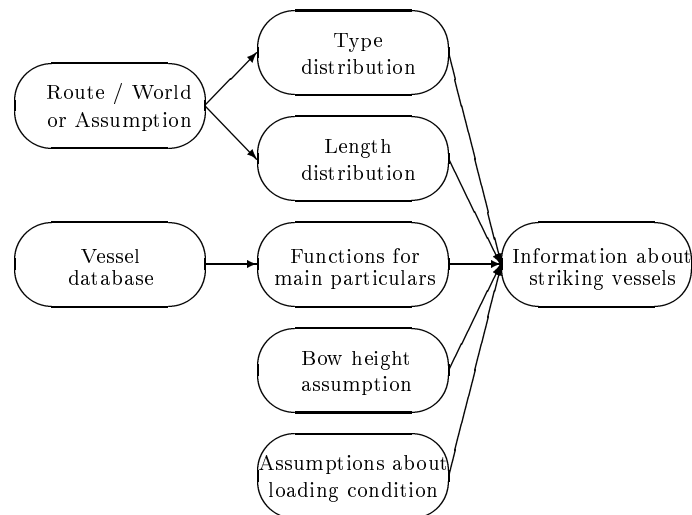 Type
distribution
Route / World
or Assumption
Length
distribution
Vessel
database
Functions for
main particulars
Information about
striking vessels
Bow height
assumption
Assumptions about
loading condition